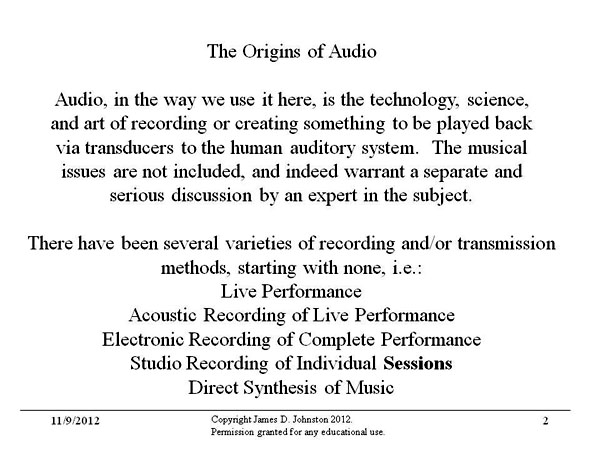 The Origins of Audio
Audio, in the way we use it here, is the technology, science,
and art of recording or creating something to be played back
via transducers to the human auditory system.  The musical
issues are not included, and indeed warrant a separate and
serious discussion by an expert in the subject.
There have been several varieties of recording and/or transmission
methods, starting with none, i.e.:
Live Performance
Acoustic Recording of Live Performance
Electronic Recording of Complete Performance
Studio Recording of Individual Sessions
Direct Synthesis of Music
11/9/2012
Copyright James D. Johnston 2012.
Permission granted for any educational use.
2